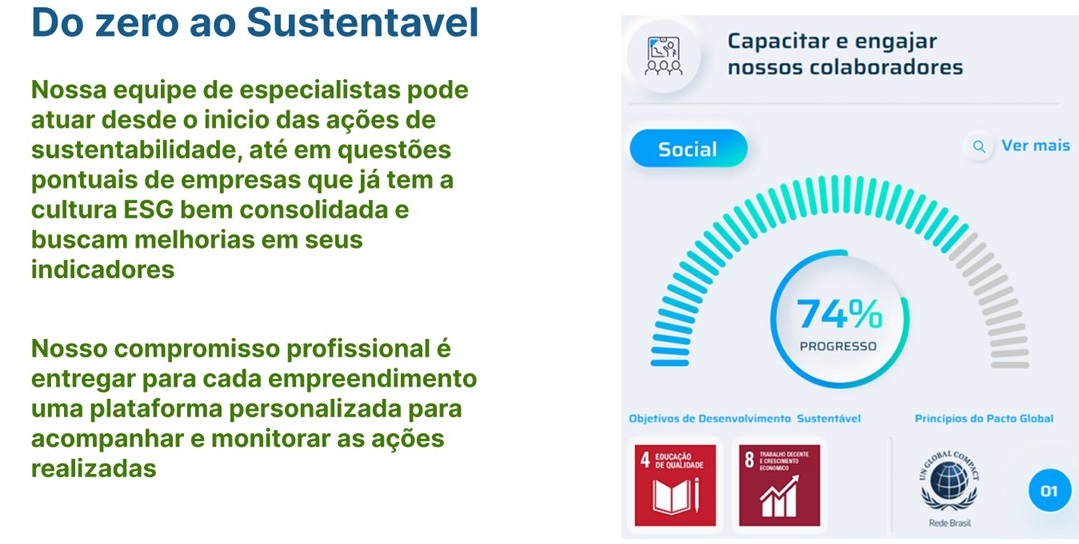 Do zero ao Sustentavel
Nossa equipe de especialistas pode
atuar desde o inicio das ações de
sustentabilidade, até em questões
pontuais de empresas que já tem a
cultura ESG bem consolidada e
buscam melhorias em seus
indicadores
Nosso compromisso profissional é
entregar para cada empreendimento
uma plataforma personalizada para
acompanhar e monitorar as ações
realizadas
Capacitar e engajar
nossos colaboradores
Social
Ver mais
74%
PROGRESSO
Objetivos de Desenvolvimento Sustentável
Princípios do Pacto Global
4 EDUCAÇÃO
DE QUALIDADE
8 TRABALHO DECENTE
E CRESCIMENTO
ECONÔMICO
UN GLOBAL COMPACT
Rede Brasil
01